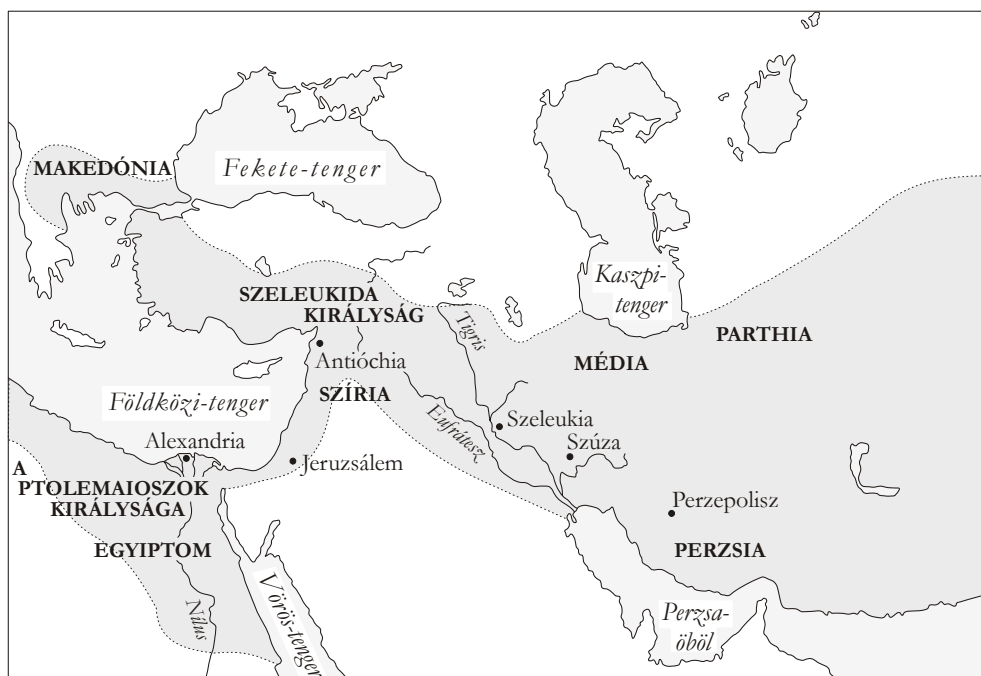 MAKEDÓNIA
Fekete-tenger
SZELEUKIDA
KIRÁLYSÁG
Kaszpi-
tenger
PARTHIA
Tigris
MÉDIA
Antióchia
SZÍRIA
Földközi-tenger
Eufrátesz
Szeleukia
Szúza
Alexandria
Jeruzsálem
A
PTOLEMAIOSZOK
KIRÁLYSÁGA
Perzepolisz
EGYIPTOM
PERZSIA
Nílus
Vörös-tenger
Perzsa-
öböl